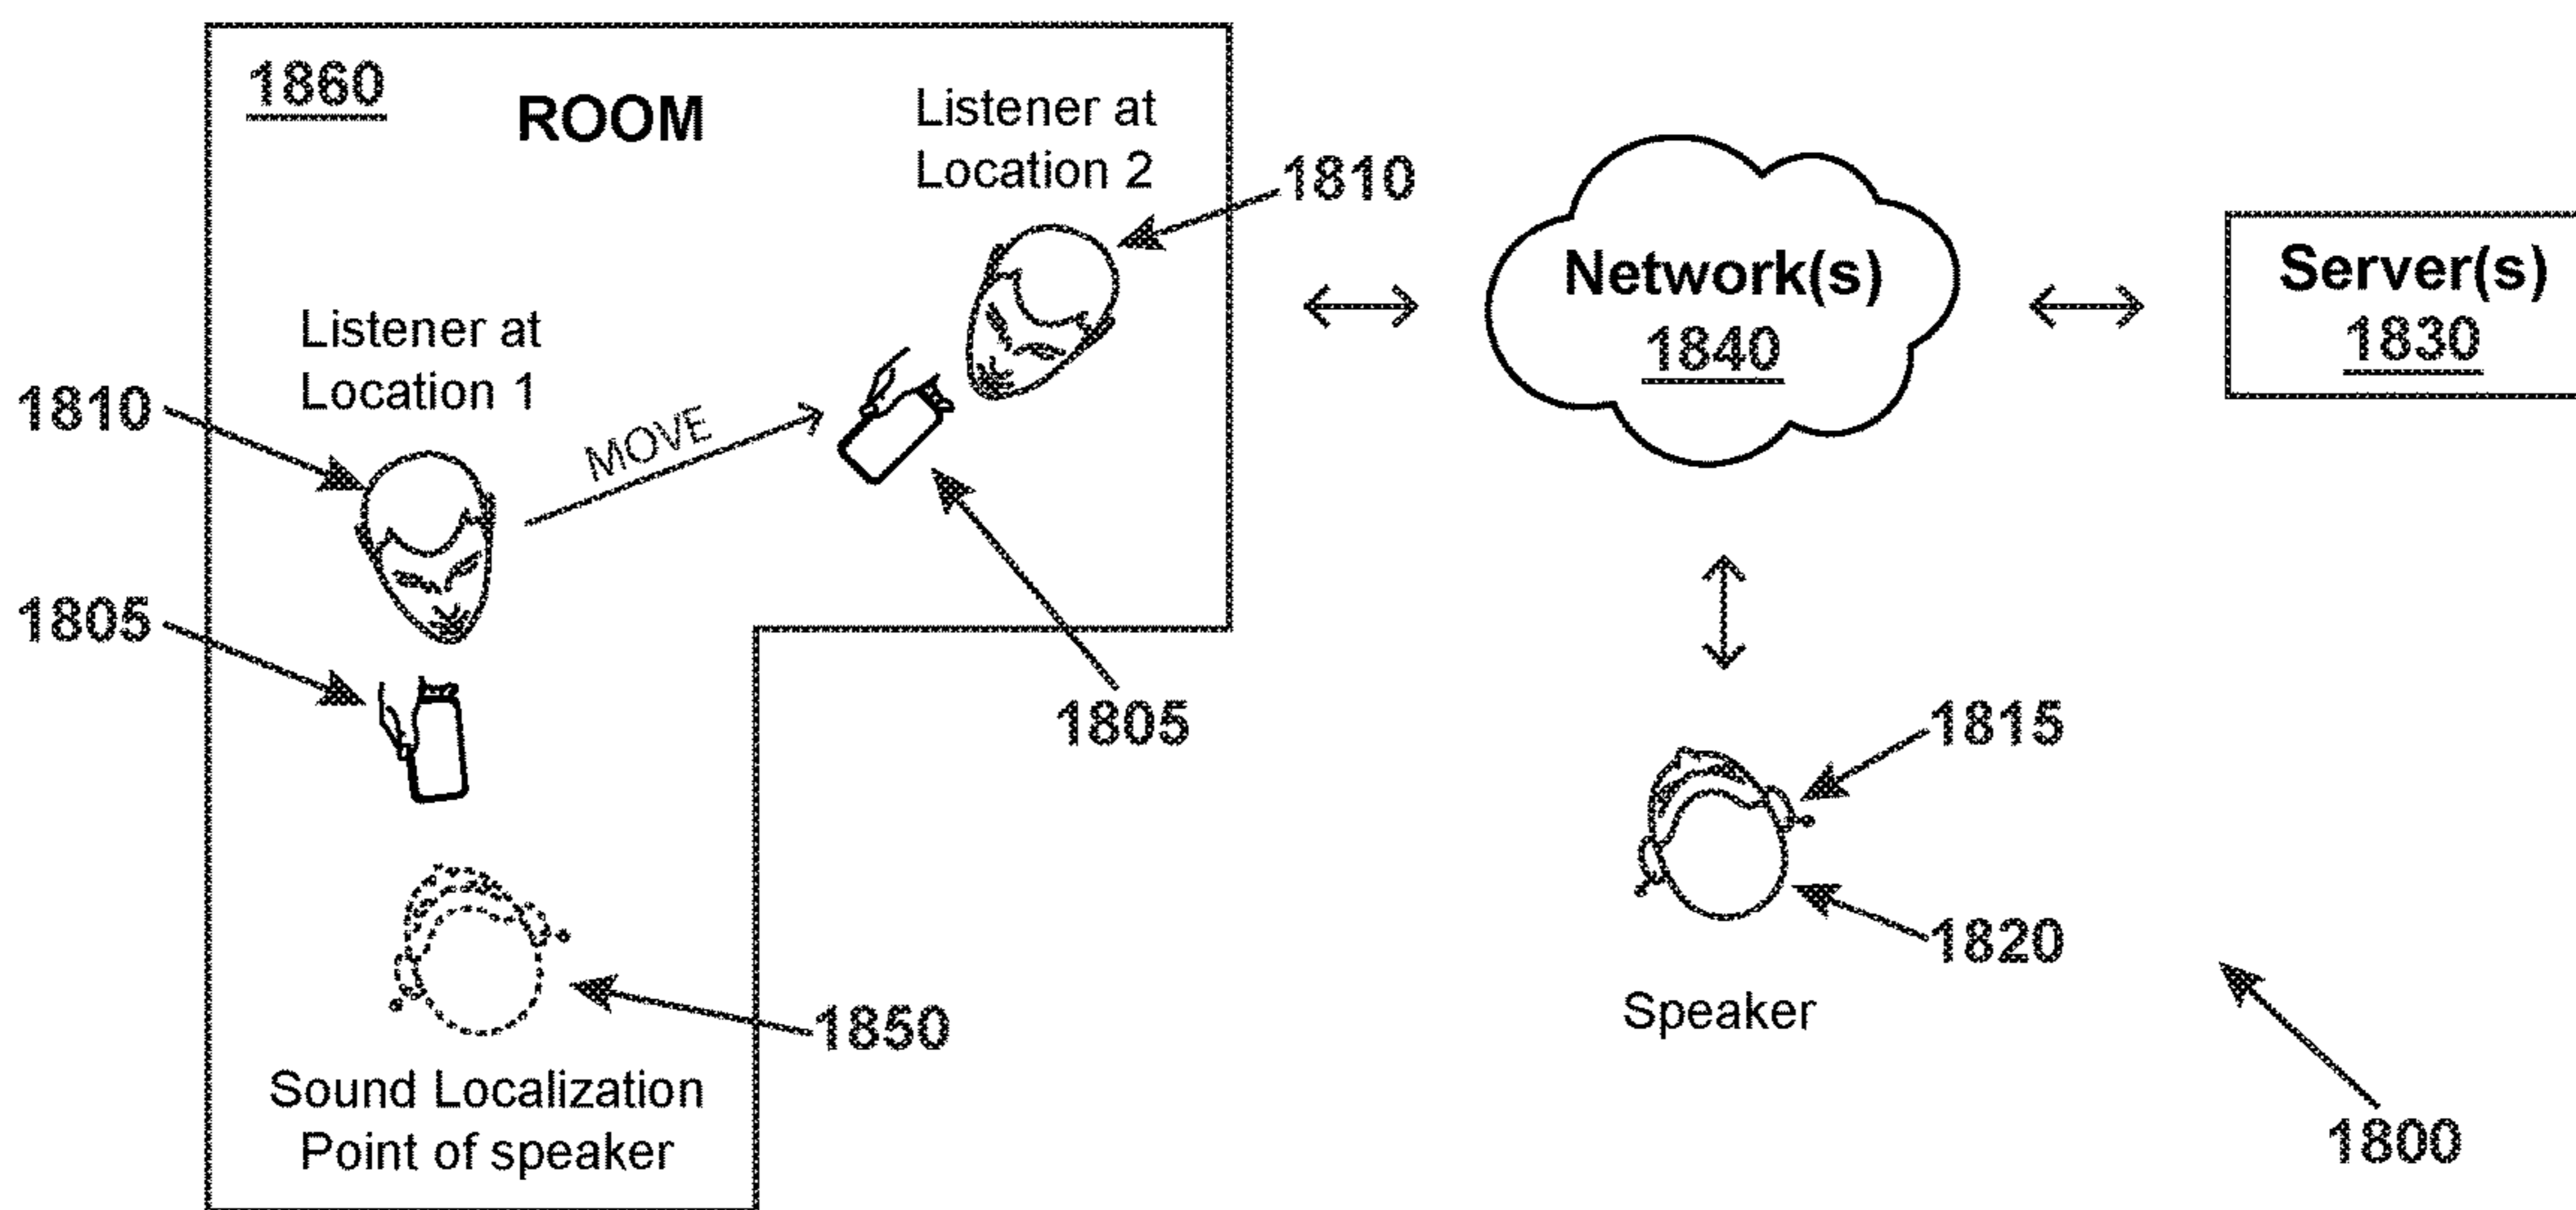 1860
ROOM
Listener at
Location 2
1810
Network(s)
1840
Server(s)
1830
Listener at
Location 1
1810
MOVE
1805
1805
1815
1820
Speaker
1850
Sound Localization
Point of speaker
1800